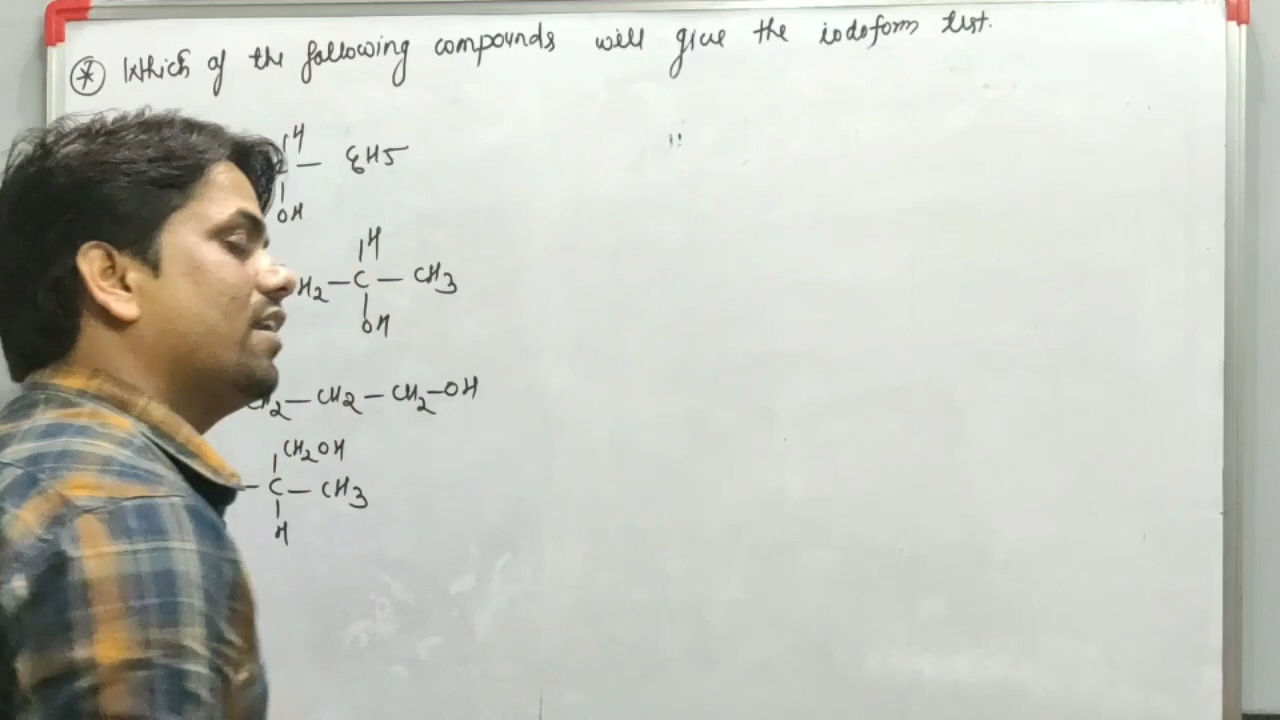 * Which of the following compounds will give the iodoform test.
H
— C2H5
OH
H
H2 — C — CH3
OH
H2 — CH2 — CH2 — OH
CH2OH
— C — CH3
H